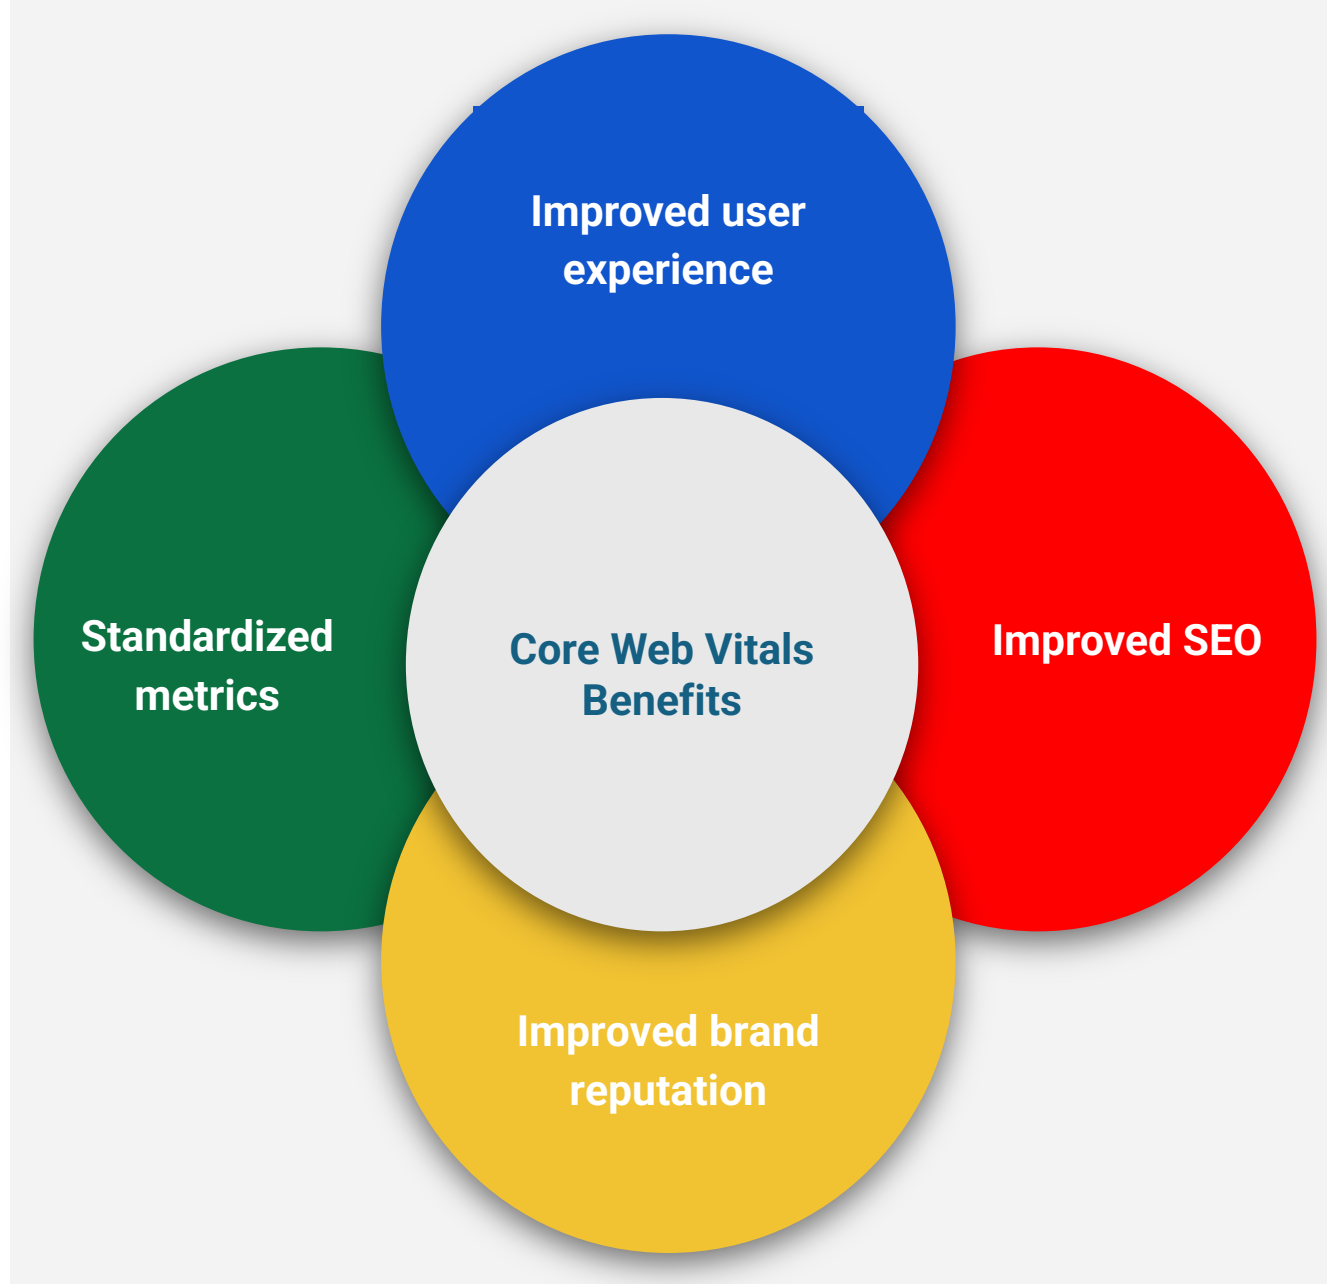 Improved user
experience
Standardized
metrics
Core Web Vitals
Benefits
Improved SEO
Improved brand
reputation